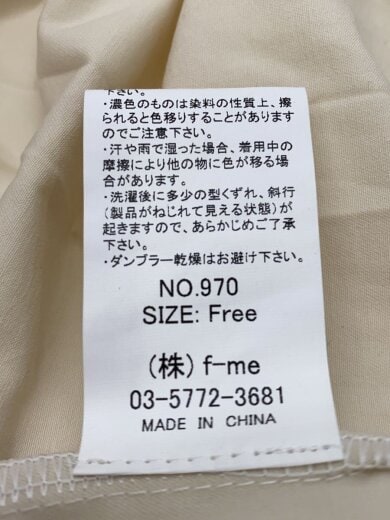 下さい。
・濃色のものは染料の性質上、擦
られると色移りすることがあります
のでご注意下さい。
・汗や雨で湿った場合、着用中の
摩擦により他の物に色が移る場
合があります。
・洗濯後に多少の型くずれ、斜行
(製品がねじれて見える状態)が
起きますので、あらかじめご了承
下さい。
・ダンブラー乾燥はお避け下さい。
NO.970
SIZE: Free
(株) f-me
03-5772-3681
MADE IN CHINA